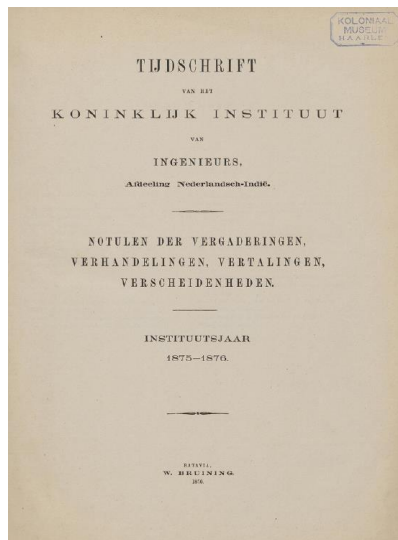 KOLONIAAL
MUSEUM
HAARLEM
TIJDSCHRIFT
VAN HET
KONINKLIJK INSTITUUT
VAN
INGENIEURS,
Afdeeling Nederlandsch-Indië.
NOTULEN DER VERGADERINGEN,
VERHANDELINGEN, VERTALINGEN,
VERSCHEIDENHEDEN.
INSTITUUTSJAAR
1875–1876.
BATAVIA,
W. BRUINING.
1876.